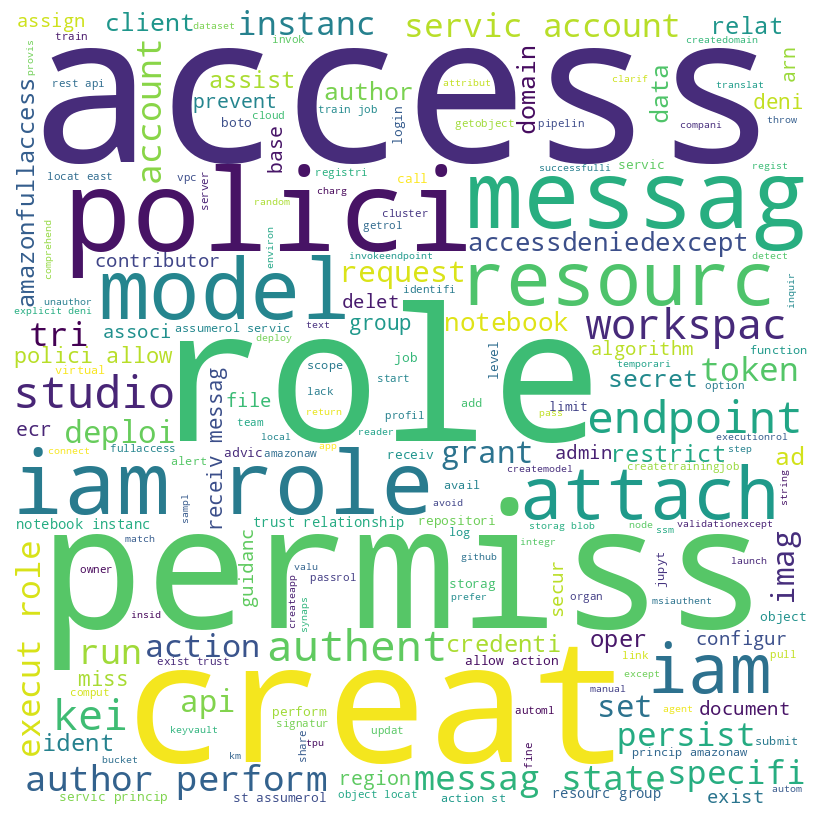 assign
client
instanc
servic account
relat
train
dataset
invok
createdomain
provis
access
rest api
account
assist
author
attribut
clarif
translat
domain
data
arn
prevent
boto
cloud
train job
login
getobject
pipelin
compani
deni
throw
amazonfullaccess
base
locat east
vpc
server
polici
registri
charg
call
successfulli
servic
regist
messag
random
cluster
getrol
comprehend
contributor
environ
invokeendpoint
accessdeniedexcept
detect
inquir
unauthor
model
request
delet
identifi
resourc
explicit deni
tri
associ
assumerol servic
text
group
notebook
workspac
function
polici allow
virtual
deploy
scope
job
level
algorithm
temporari
studio
role
lack
start
secret
option
token
file
return
profil
add
limit
pass
ecr
deploi
team
local
app
reader
endpoint
connect
fullaccess
receiv messag
advic
amazonaw
receiv
grant
admin
restrict
step
executionrol
ad
alert
createmodel
createtrainingjob
string
iam role
sampl
avail
avoid
attach
notebook instanc
trust relationship
repositori
storag blob
node
ssm
validationexcept
match
log
github
integr
imag
execut role
owner
permiss
guidanc
createapp
synaps
valu
passrol
storag
prefer
secur
organ
msiauthent
jupyt
launch
object
insid
run
action
authent
credenti
oper
configur
miss
exist trust
allow action
link
pull
comput
except
iam
kei
api
perform
signatur
creat
automl
manual
agent
set
document
ident
keyvault
updat
persist
submit
bucket
km
share
tpu
fine
princip amazonaw
author perform
region
messag state
specifi
servic princip
st assumerol
object locat
action st
resourc group
exist
autom